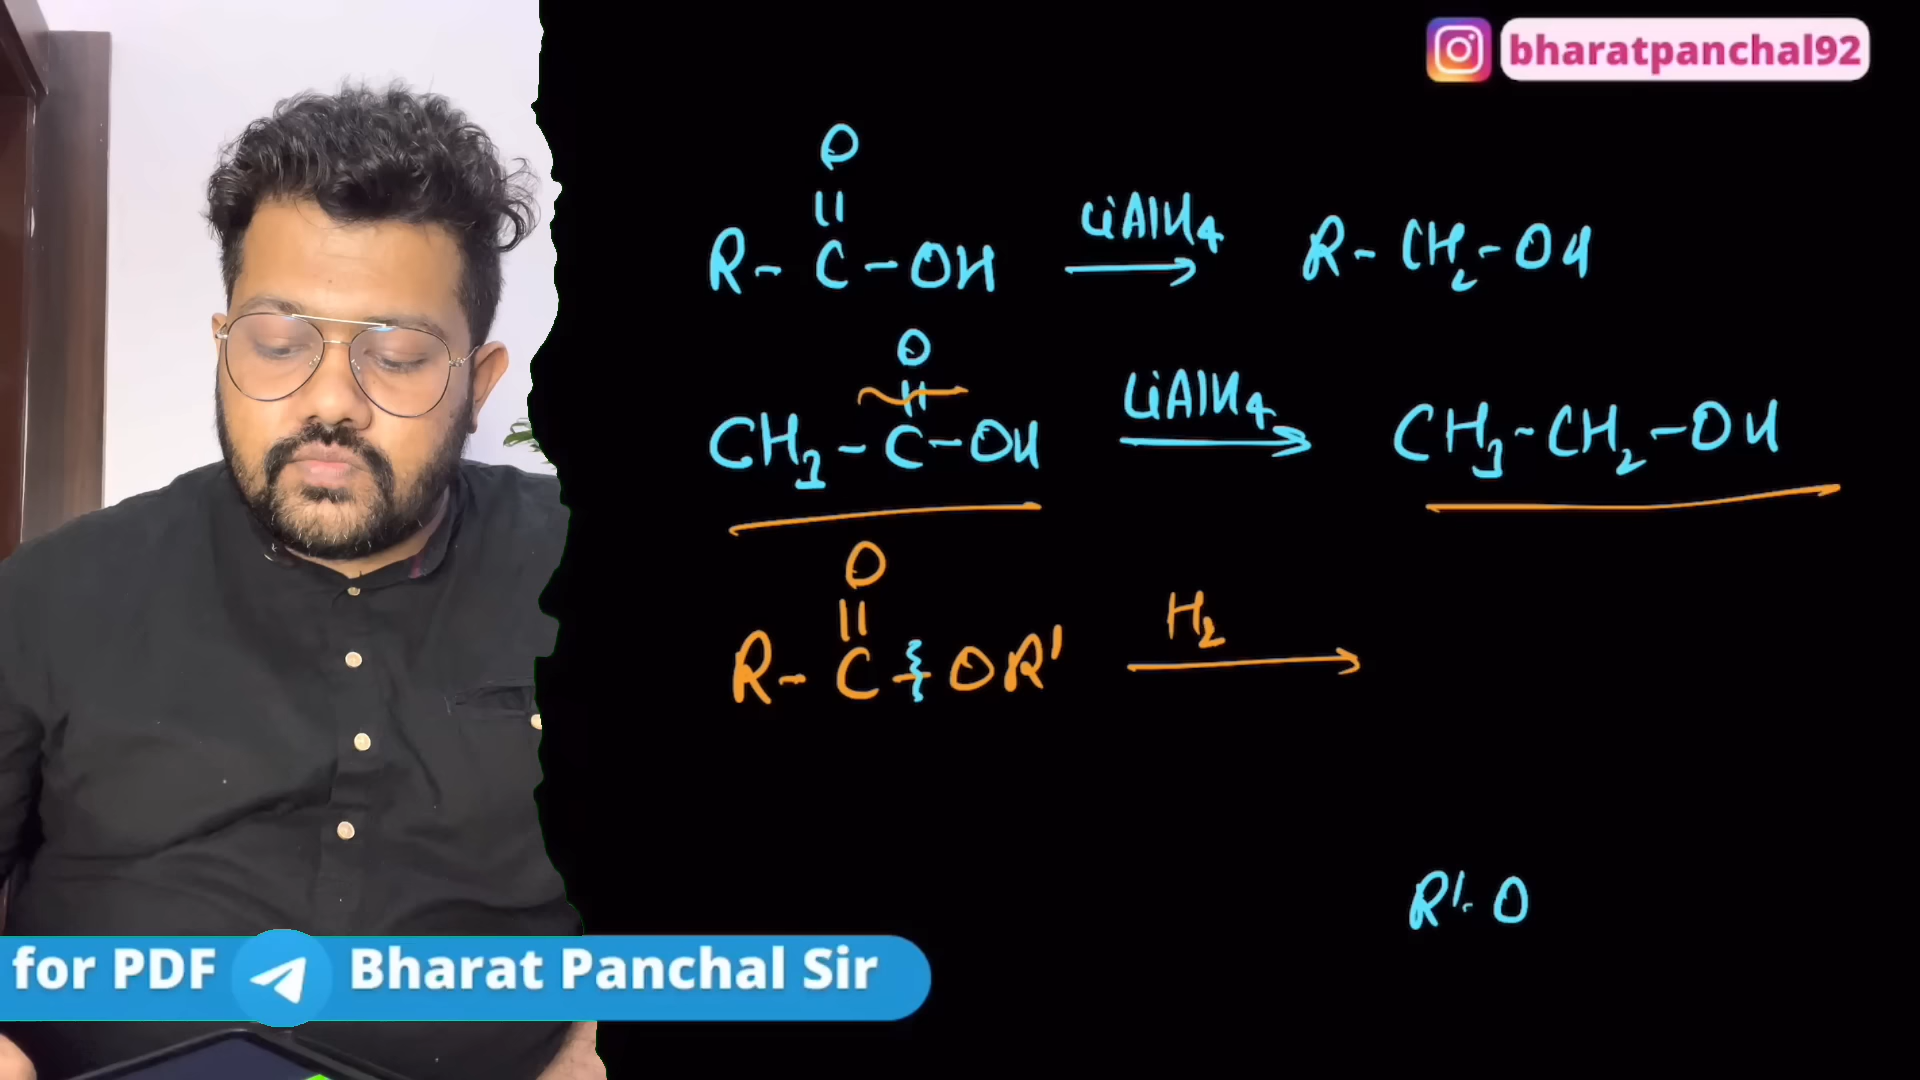 bharatpanchal92
O
||
R - C - OH LiAlH4 → R - CH2 - OH
O
||
CH3 - C - OH LiAlH4 → CH3 - CH2 - OH
O
||
R - C - OR' H2 →
R' - O
for PDF Bharat Panchal Sir